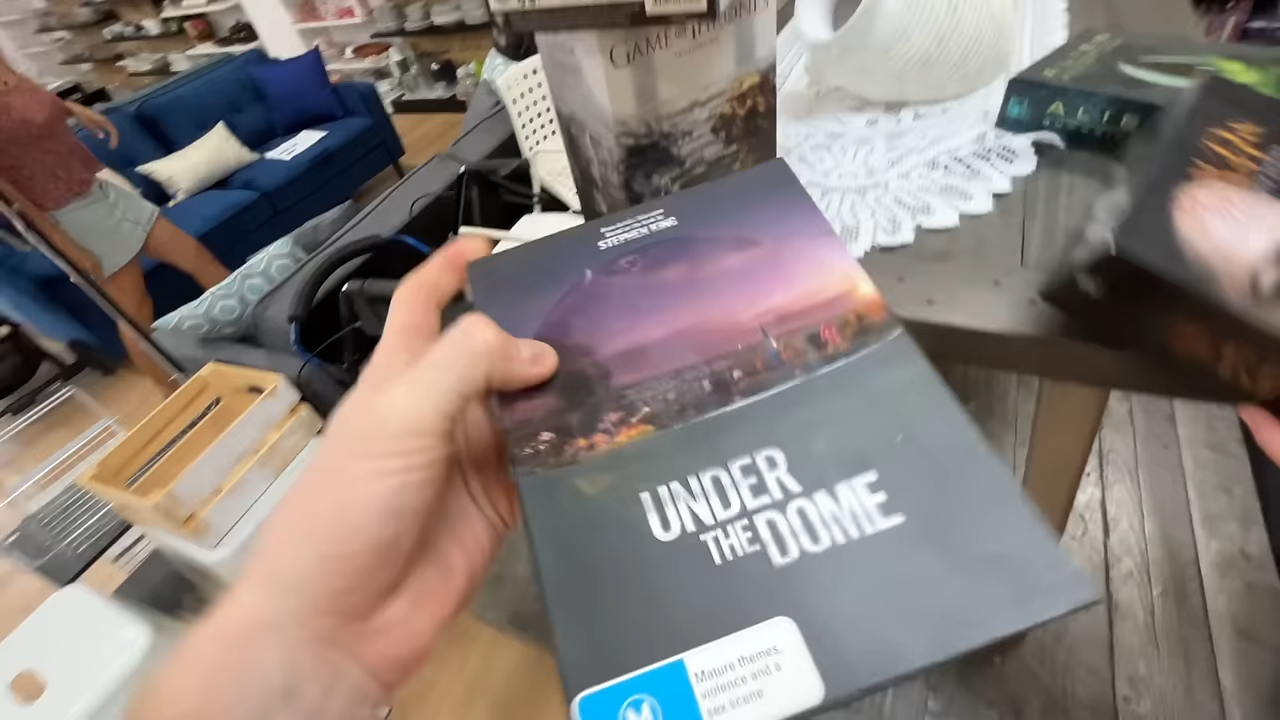 GAME OF THRONES
STEPHEN KING
UNDER
THE DOME
M
Mature themes,
violence and a
sex scene